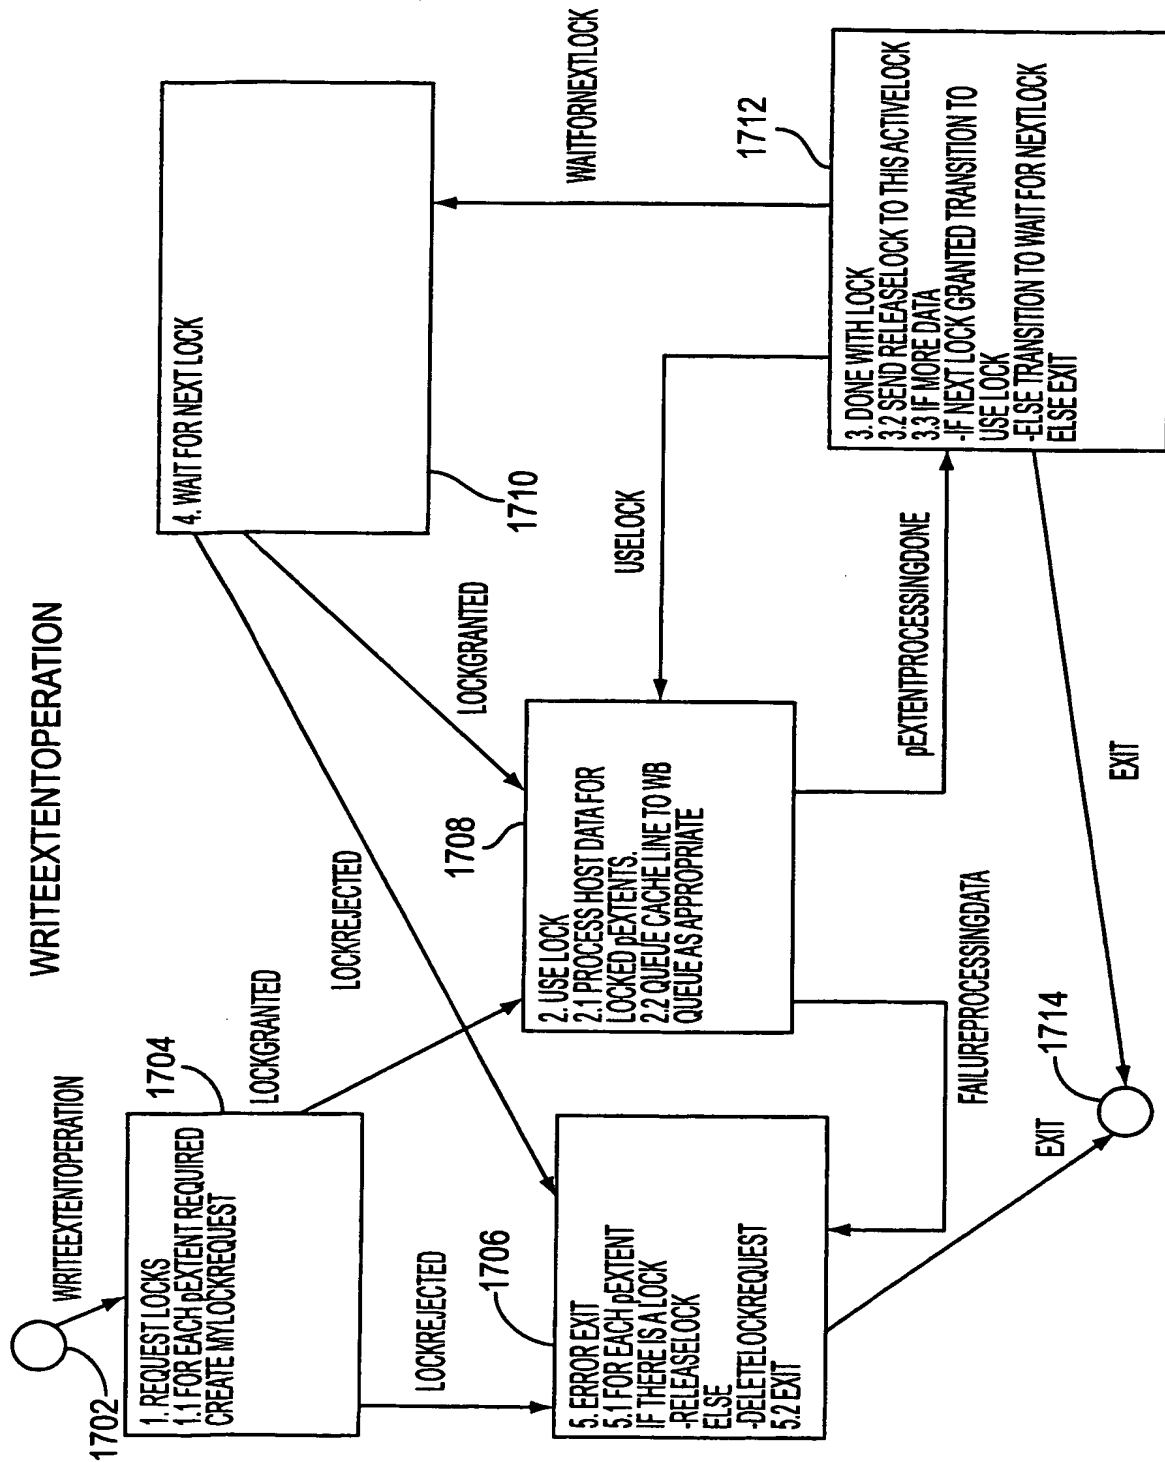 WRITEEXTENTOPERATION
1702
WRITEEXTENTOPERATION
1. REQUEST LOCKS
1.1 FOR EACH pEXTENT REQUIRED
CREATE MYLOCKREQUEST
1704
LOCKGRANTED
LOCKREJECTED
LOCKREJECTED
LOCKGRANTED
4. WAIT FOR NEXT LOCK
1710
WAITFORNEXTLOCK
1706
5. ERROR EXIT
5.1 FOR EACH pEXTENT
IF THERE IS A LOCK
-RELEASELOCK
ELSE
-DELETELOCKREQUEST
5.2 EXIT
1708
2. USE LOCK
2.1 PROCESS HOST DATA FOR
LOCKED pEXTENTS.
2.2 QUEUE CACHE LINE TO WB
QUEUE AS APPROPRIATE
USELOCK
pEXTENTPROCESSINGDONE
FAILUREPROCESSINGDATA
1712
3. DONE WITH LOCK
3.2 SEND RELEASELOCK TO THIS ACTIVELOCK
3.3 IF MORE DATA
-IF NEXT LOCK GRANTED TRANSITION TO
USE LOCK
-ELSE TRANSITION TO WAIT FOR NEXTLOCK
ELSE EXIT
EXIT
EXIT
1714